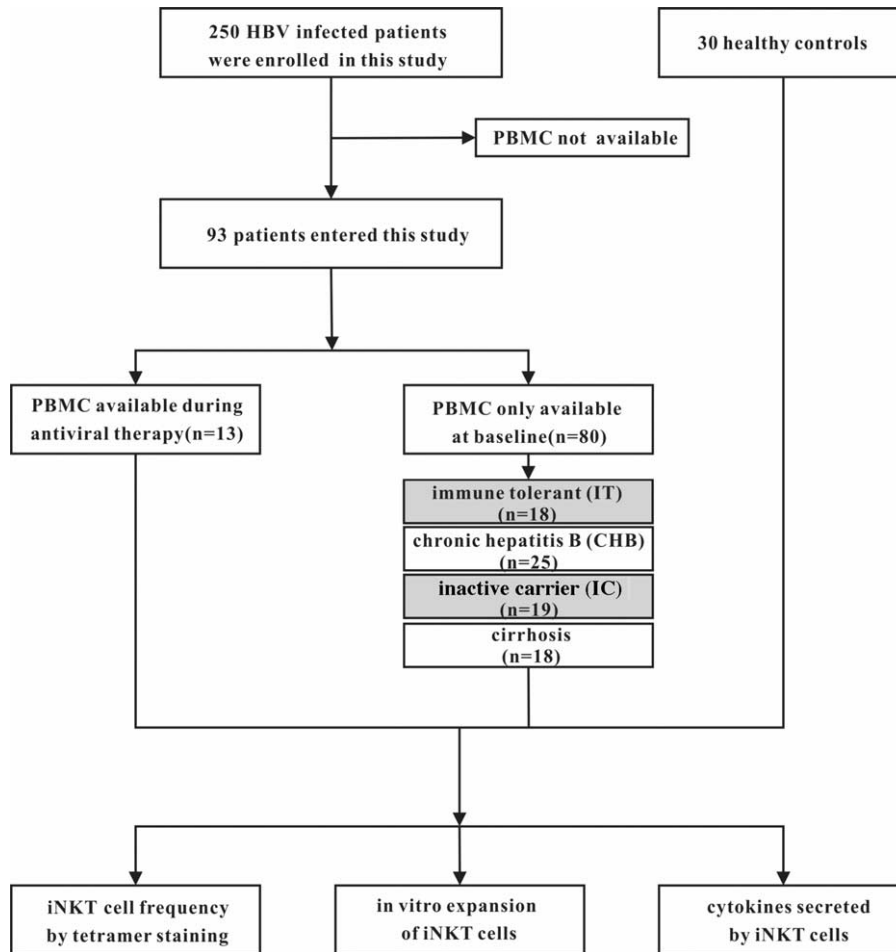 250 HBV infected patients
were enrolled in this study
30 healthy controls
PBMC not available
93 patients entered this study
PBMC available during
antiviral therapy(n=13)
PBMC only available
at baseline(n=80)
immune tolerant (IT)
(n=18)
chronic hepatitis B (CHB)
(n=25)
inactive carrier (IC)
(n=19)
cirrhosis
(n=18)
iNKT cell frequency
by tetramer staining
in vitro expansion
of iNKT cells
cytokines secreted
by iNKT cells